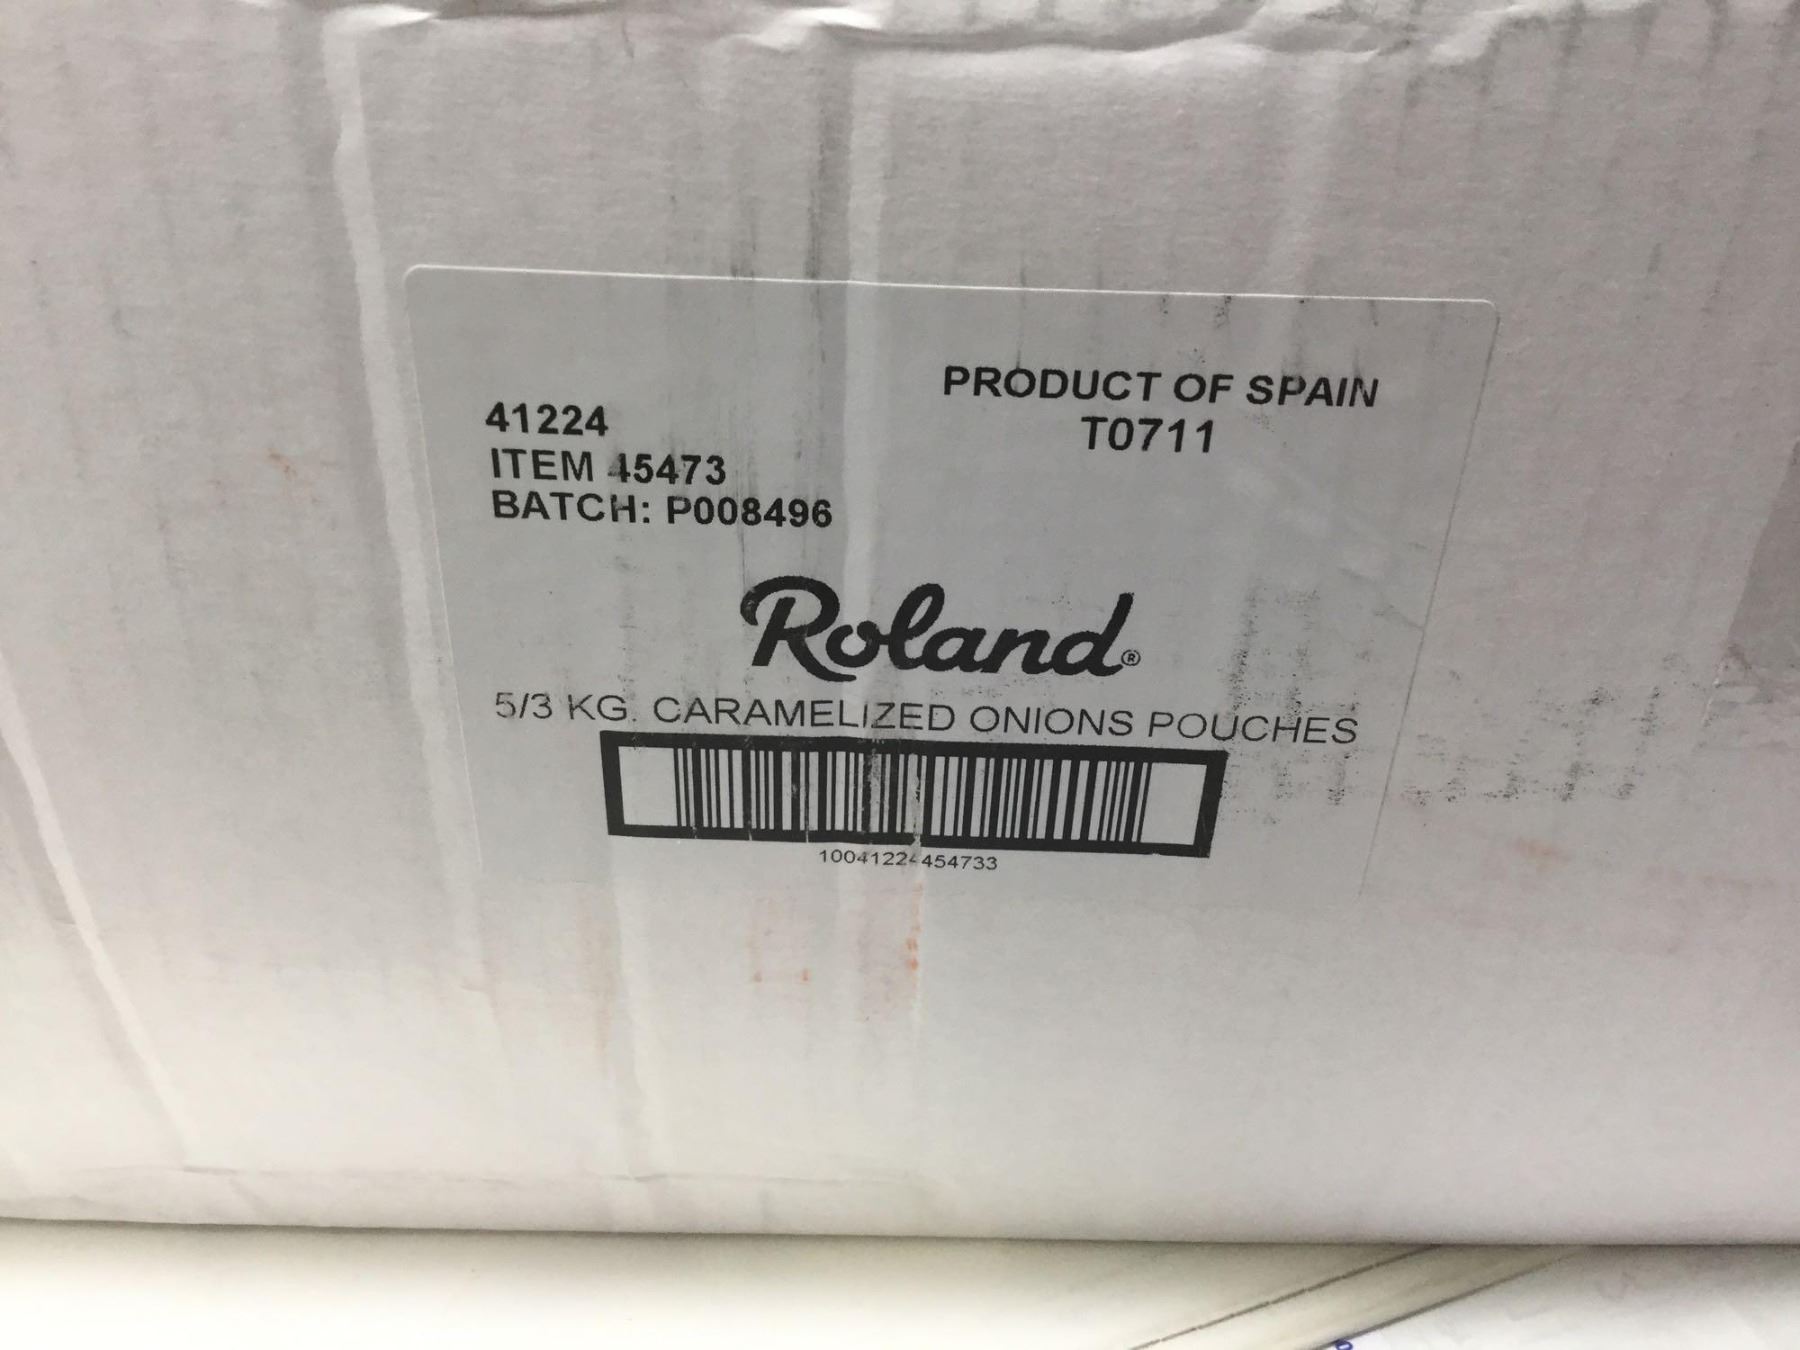 PRODUCT OF SPAIN
T0711
41224
ITEM 45473
BATCH: P008496
Roland®
5/3 KG. CARAMELIZED ONIONS POUCHES
10041224454733